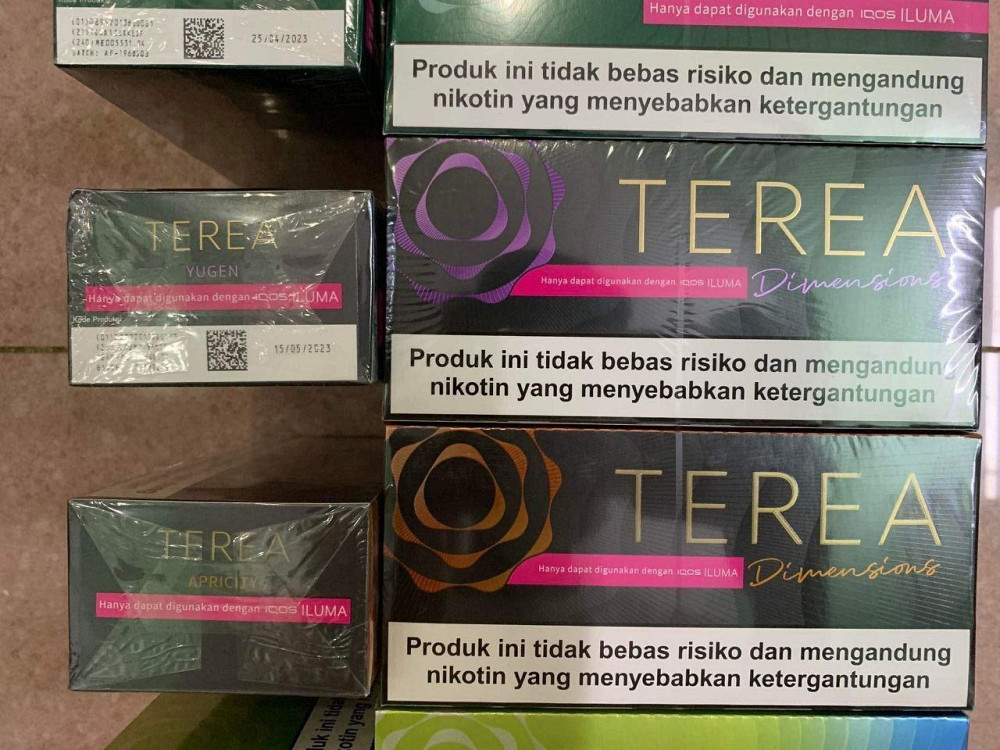 25/04/2023
Hanya dapat digunakan dengan IQOS ILUMA
Produk ini tidak bebas risiko dan mengandung
nikotin yang menyebabkan ketergantungan
TEREA
YUGEN
Hanya dapat digunakan dengan IQOS ILUMA
Kode Produksi
15/05/2023
TEREA
Hanya dapat digunakan dengan IQOS ILUMA
Dimensions
Produk ini tidak bebas risiko dan mengandung
nikotin yang menyebabkan ketergantungan
TEREA
APRICITY
Hanya dapat digunakan dengan IQOS ILUMA
TEREA
Hanya dapat digunakan dengan IQOS ILUMA
Dimensions
Produk ini tidak bebas risiko dan mengandung
nikotin yang menyebabkan ketergantungan